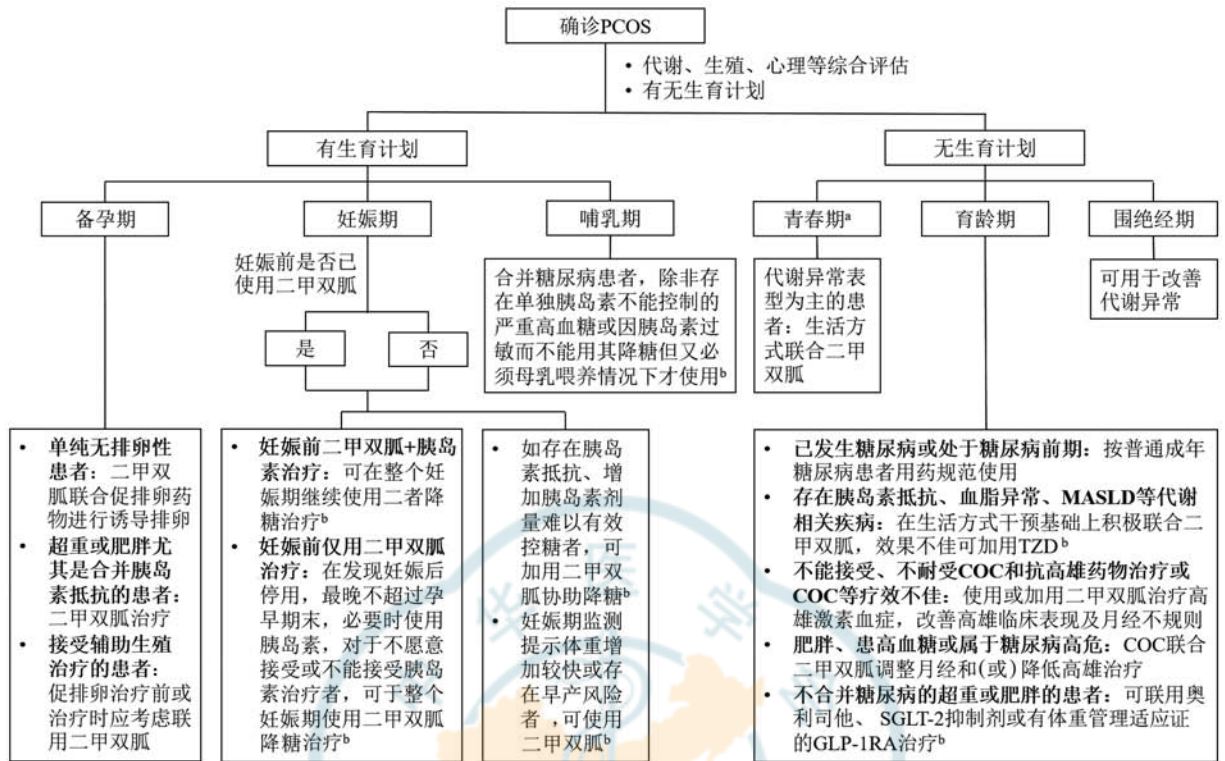 确诊PCOS
• 代谢、生殖、心理等综合评估
• 有无生育计划
有生育计划
无生育计划
备孕期
妊娠期
哺乳期
青春期a
育龄期
围绝经期
妊娠前是否已
使用二甲双胍
是
否
合并糖尿病患者，除非存
在单独胰岛素不能控制的
严重高血糖或因胰岛素过
敏而不能用其降糖但又必
须母乳喂养情况下才使用b
代谢异常表
型为主的患
者：生活方
式联合二甲
双胍
可用于改善
代谢异常
• 单纯无排卵性
患者：二甲双
胍联合促排卵药
物进行诱导排卵
• 超重或肥胖尤
其是合并胰岛
素抵抗的患者：
二甲双胍治疗
• 接受辅助生殖
治疗的患者：
促排卵治疗前或
治疗时应考虑联
用二甲双胍
• 妊娠前二甲双胍+胰岛
素治疗：可在整个妊
娠期继续使用二者降
糖治疗b
• 妊娠前仅用二甲双胍
治疗：在发现妊娠后
停用，最晚不超过孕
早期末，必要时使用
胰岛素，对于不愿意
接受或不能接受胰岛
素治疗者，可于整个
妊娠期使用二甲双胍
降糖治疗b
• 如存在胰岛
素抵抗、增
加胰岛素剂
量难以有效
控糖者，可
加用二甲双
胍协助降糖b
• 妊娠期监测
提示体重增
加较快或存
在早产风险
者，可使用
二甲双胍b
• 已发生糖尿病或处于糖尿病前期：按普通成年
糖尿病患者用药规范使用
• 存在胰岛素抵抗、血脂异常、MASLD等代谢
相关疾病：在生活方式干预基础上积极联合二
甲双胍，效果不佳可加用TZD b
• 不能接受、不耐受COC和抗高雄药物治疗或
COC等疗效不佳：使用或加用二甲双胍治疗高
雄激素血症，改善高雄临床表现及月经不规则
• 肥胖、患高血糖或属于糖尿病高危：COC联合
二甲双胍调整月经和(或)降低高雄治疗
• 不合并糖尿病的超重或肥胖的患者：可联用奥
利司他、SGLT-2抑制剂或有体重管理适应证
的GLP-1RA治疗b
华
医
学